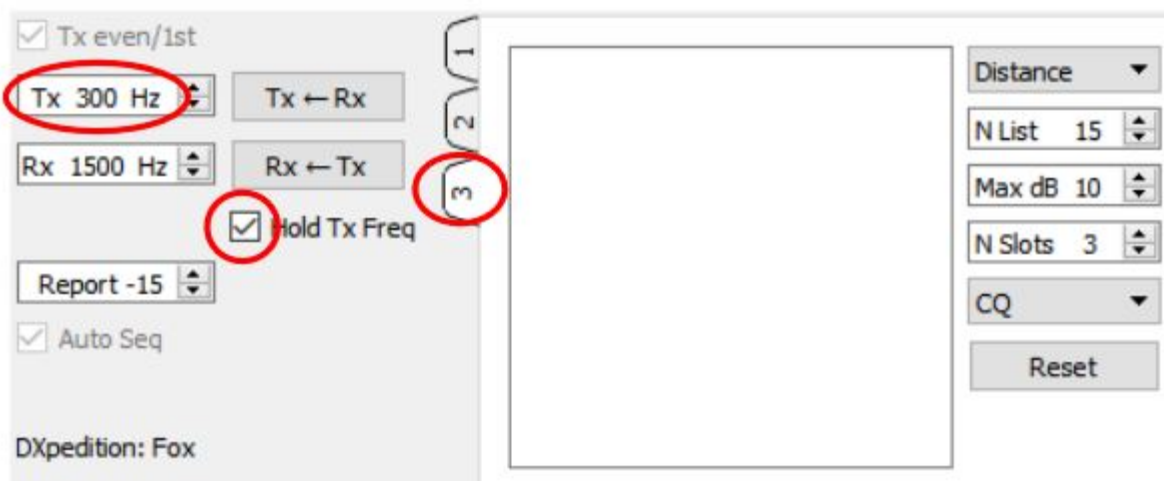 Tx even/1st
Tx 300 Hz
Tx ← Rx
Rx 1500 Hz
Rx ← Tx
Hold Tx Freq
Report -15
Auto Seq
DXpedition: Fox
1
2
3
Distance
N List 15
Max dB 10
N Slots 3
CQ
Reset